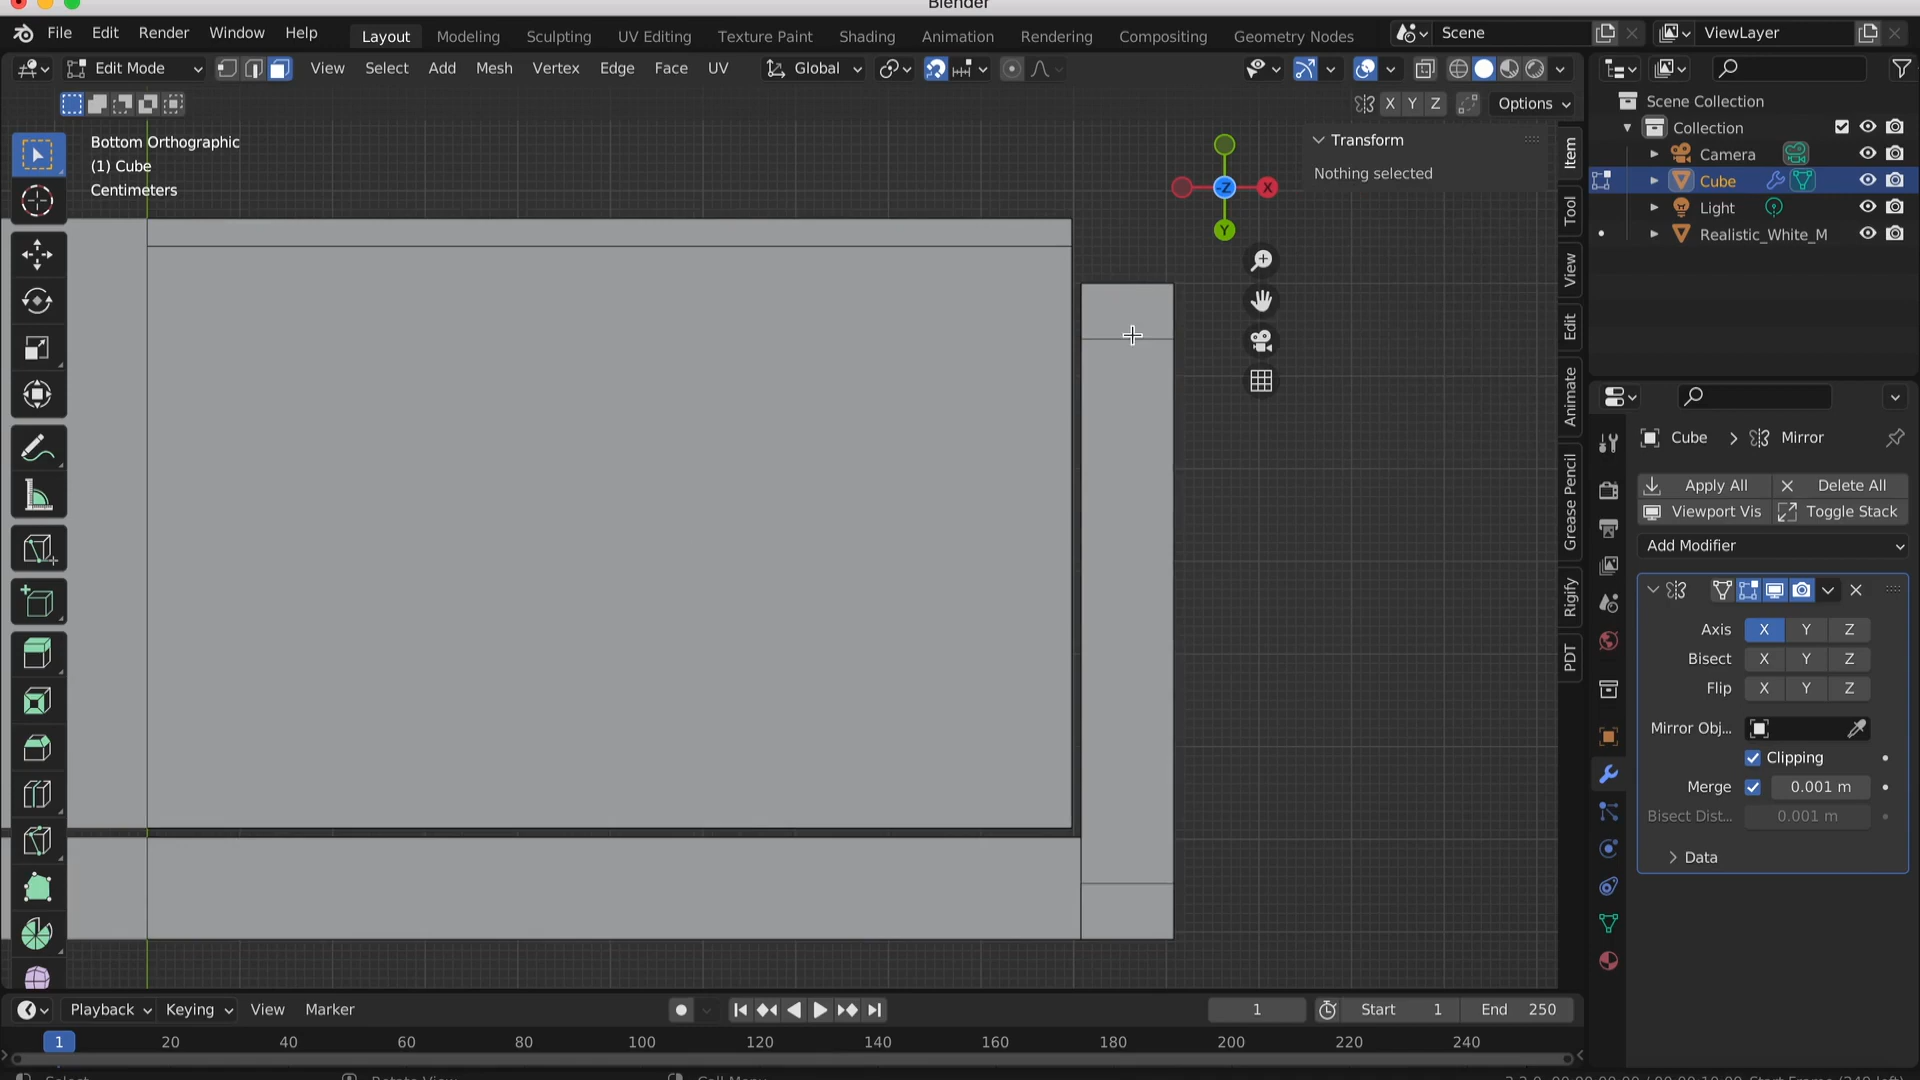 Blender
File Edit Render Window Help Layout Modeling Sculpting UV Editing Texture Paint Shading Animation Rendering Compositing Geometry Nodes Scene ViewLayer
Edit Mode View Select Add Mesh Vertex Edge Face UV Global
X Y Z Options
Bottom Orthographic
(1) Cube
Centimeters
Transform
Nothing selected
-Z X
Y
Item
Tool
View
Edit
Animate
Grease Pencil
Rigify
PDT
Scene Collection
Collection
Camera
Cube
Light
Realistic_White_M
Cube > Mirror
Apply All Delete All
Viewport Vis Toggle Stack
Add Modifier
Axis X Y Z
Bisect X Y Z
Flip X Y Z
Mirror Obj...
Clipping
Merge 0.001 m
Bisect Dist... 0.001 m
Data
Playback Keying View Marker 1 Start 1 End 250
1 20 40 60 80 100 120 140 160 180 200 220 240